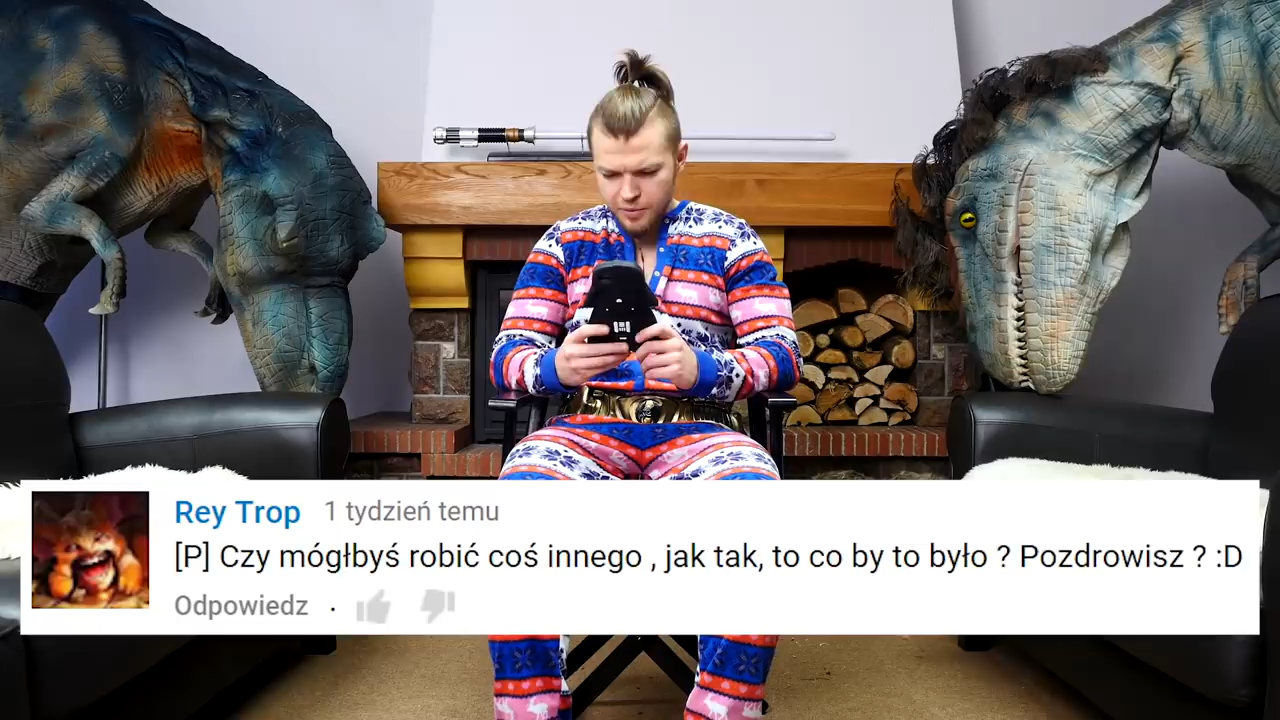 Rey Trop 1 tydzień temu
[P] Czy mógłbyś robić coś innego , jak tak, to co by to było ? Pozdrowisz ? :D
Odpowiedz ·